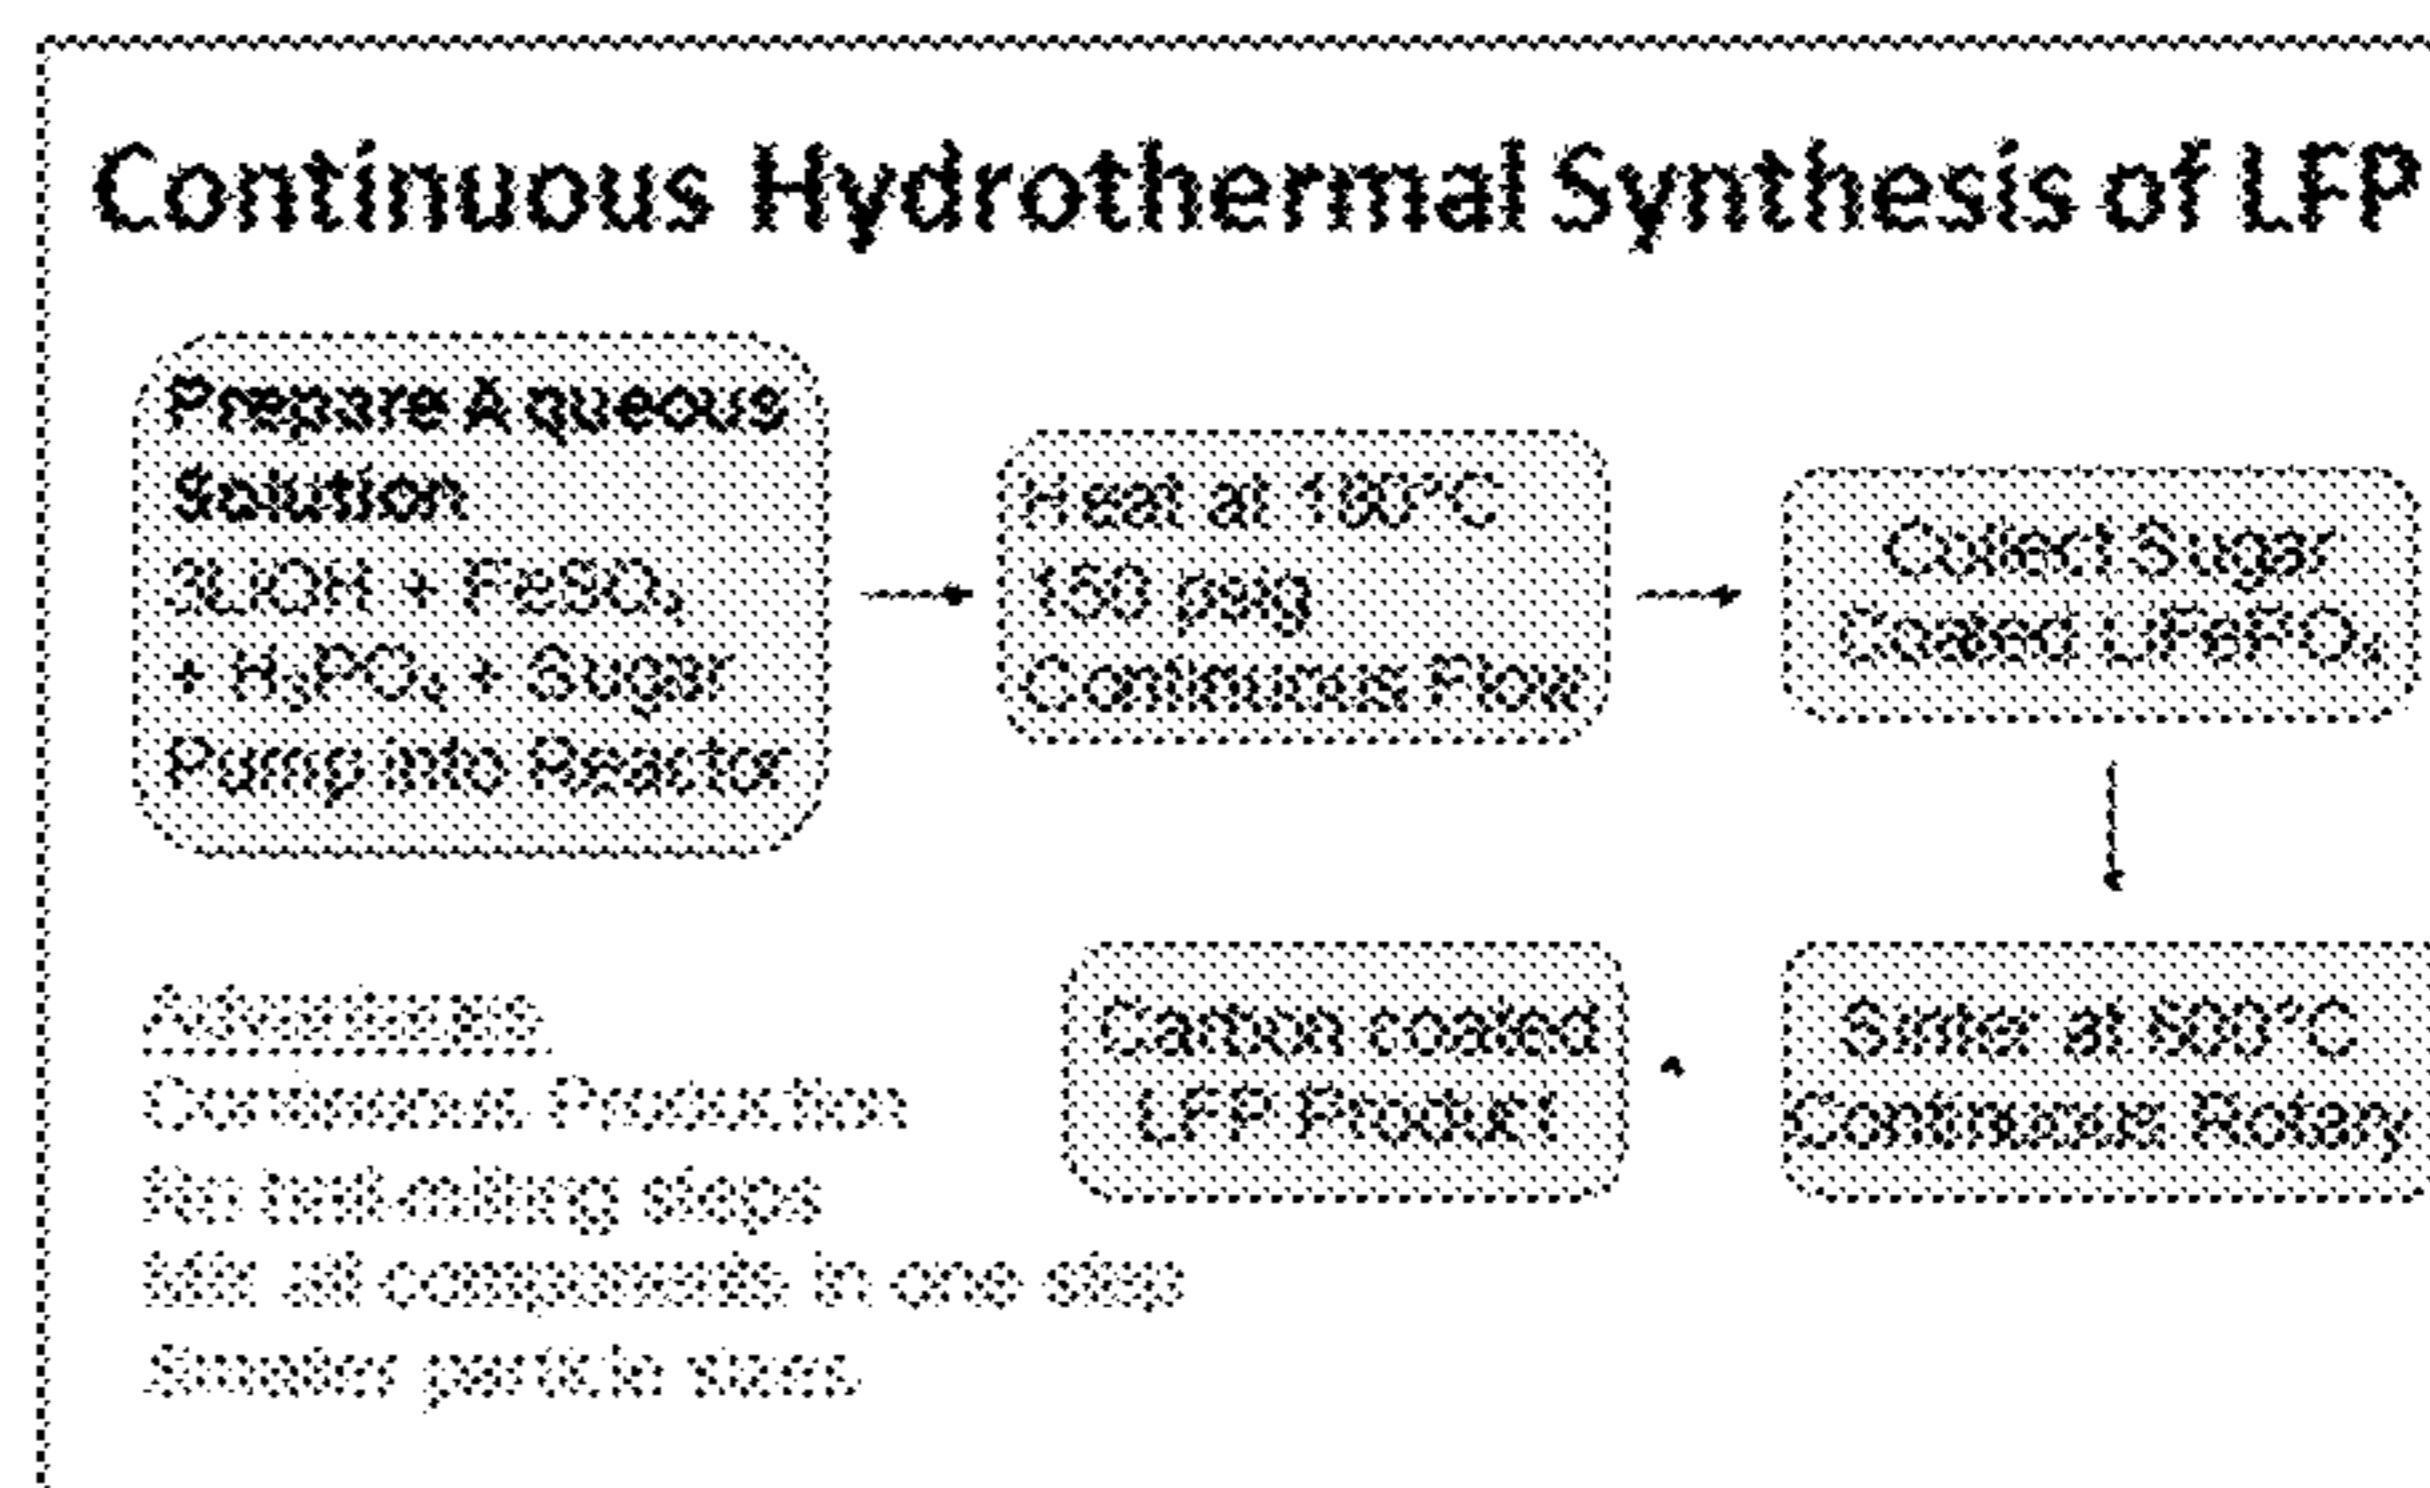 Continuous Hydrothermal Synthesis of LFP
Prepare Aqueous
Solution
3LiOH + FeSO₄
+ H₃PO₄ + Sugar
Pump into Reactor
Heat at 180°C
150 psig
Continuous Flow
Collect Sugar
Coated LiFePO₄
Sinter at 600°C
Continuous Rotary
Carbon coated
LFP Product
Advantages
Continuous Production
No ball-milling steps
Mix all components in one step
Smaller particle sizes